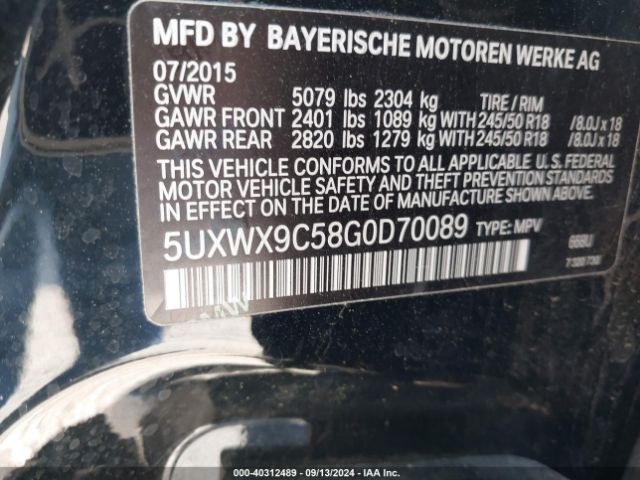 MFD BY BAYERISCHE MOTOREN WERKE AG
07/2015
GVWR 5079 lbs 2304 kg TIRE / RIM
GAWR FRONT 2401 lbs 1089 kg WITH 245/50 R18 /8.0J x 18
GAWR REAR 2820 lbs 1279 kg WITH 245/50 R18 /8.0J x 18
THIS VEHICLE CONFORMS TO ALL APPLICABLE U. S. FEDERAL
MOTOR VEHICLE SAFETY AND THEFT PREVENTION STANDARDS
IN EFFECT ON THE DATE OF MANUFACTURE SHOWN ABOVE.
5UXWX9C58G0D70089 TYPE: MPV
000-40312489 - 09/13/2024 - IAA Inc.